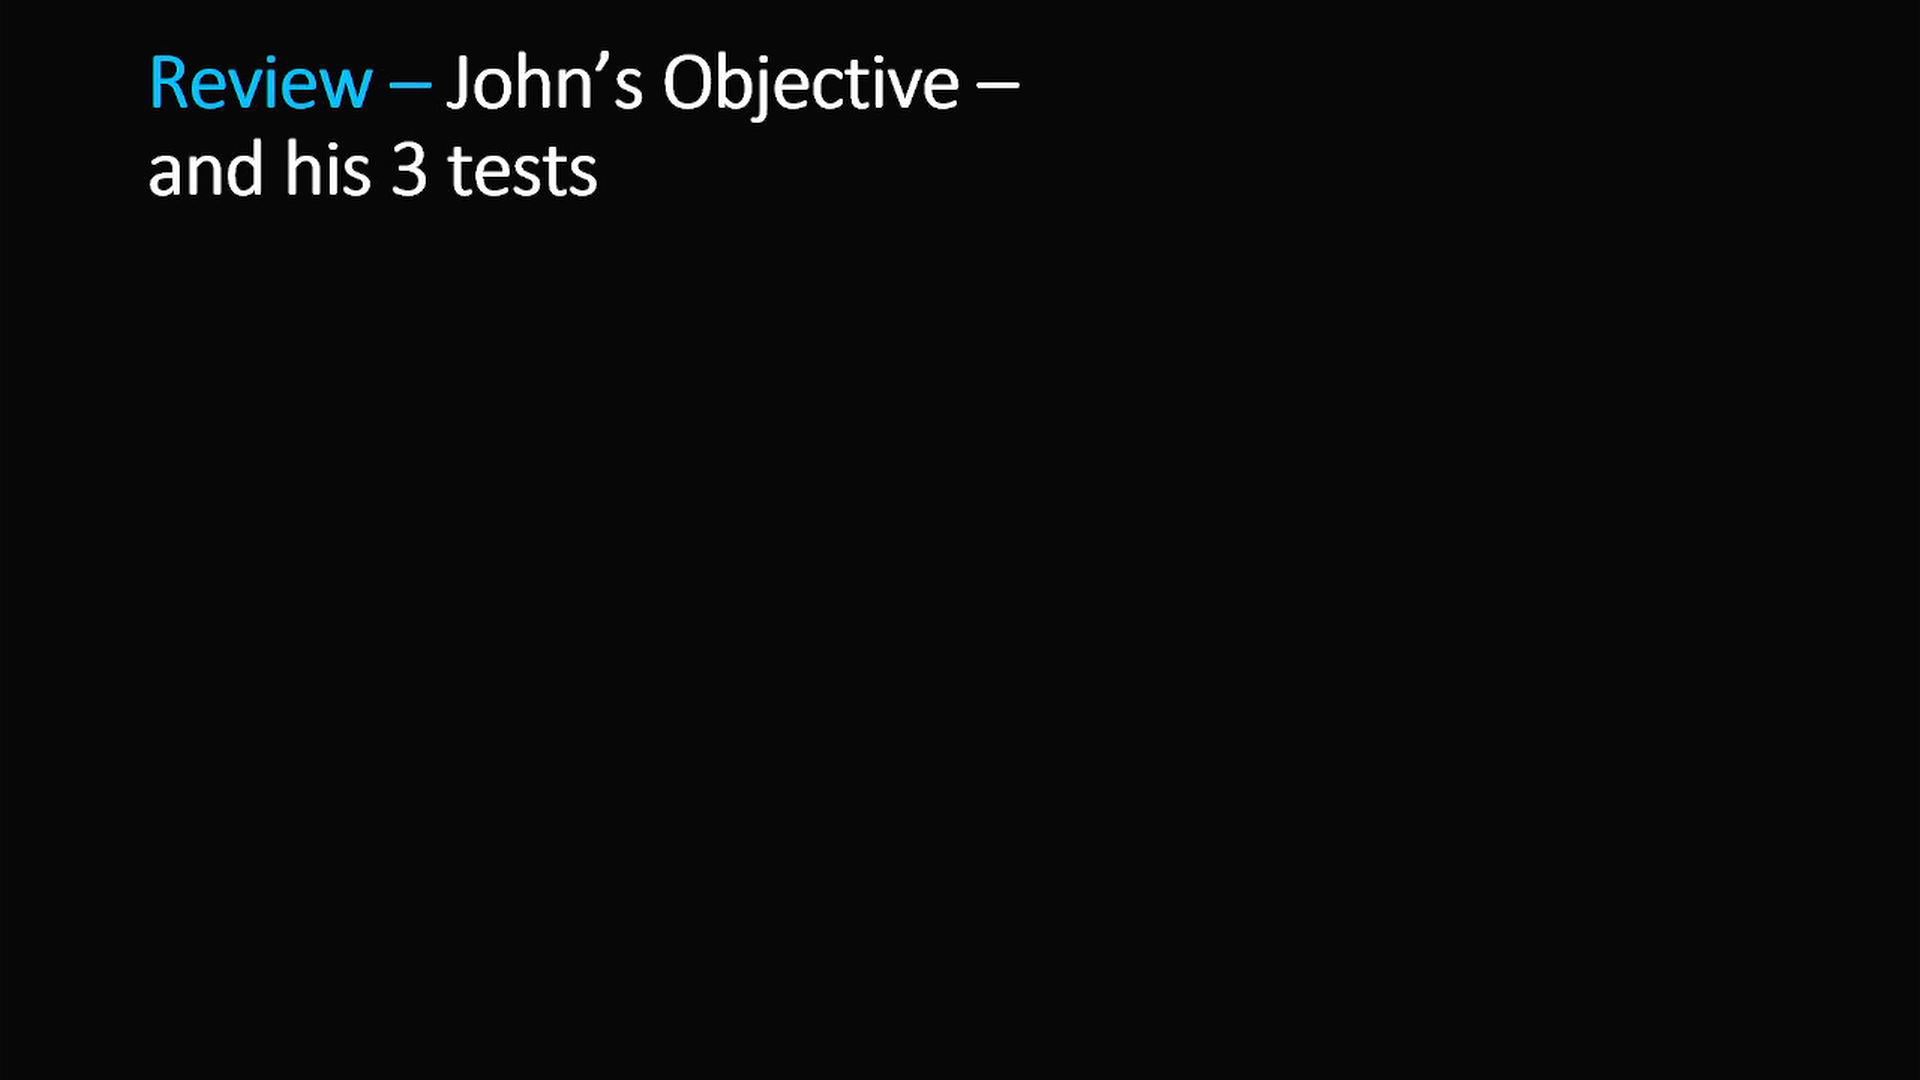 Review – John’s Objective –
and his 3 tests